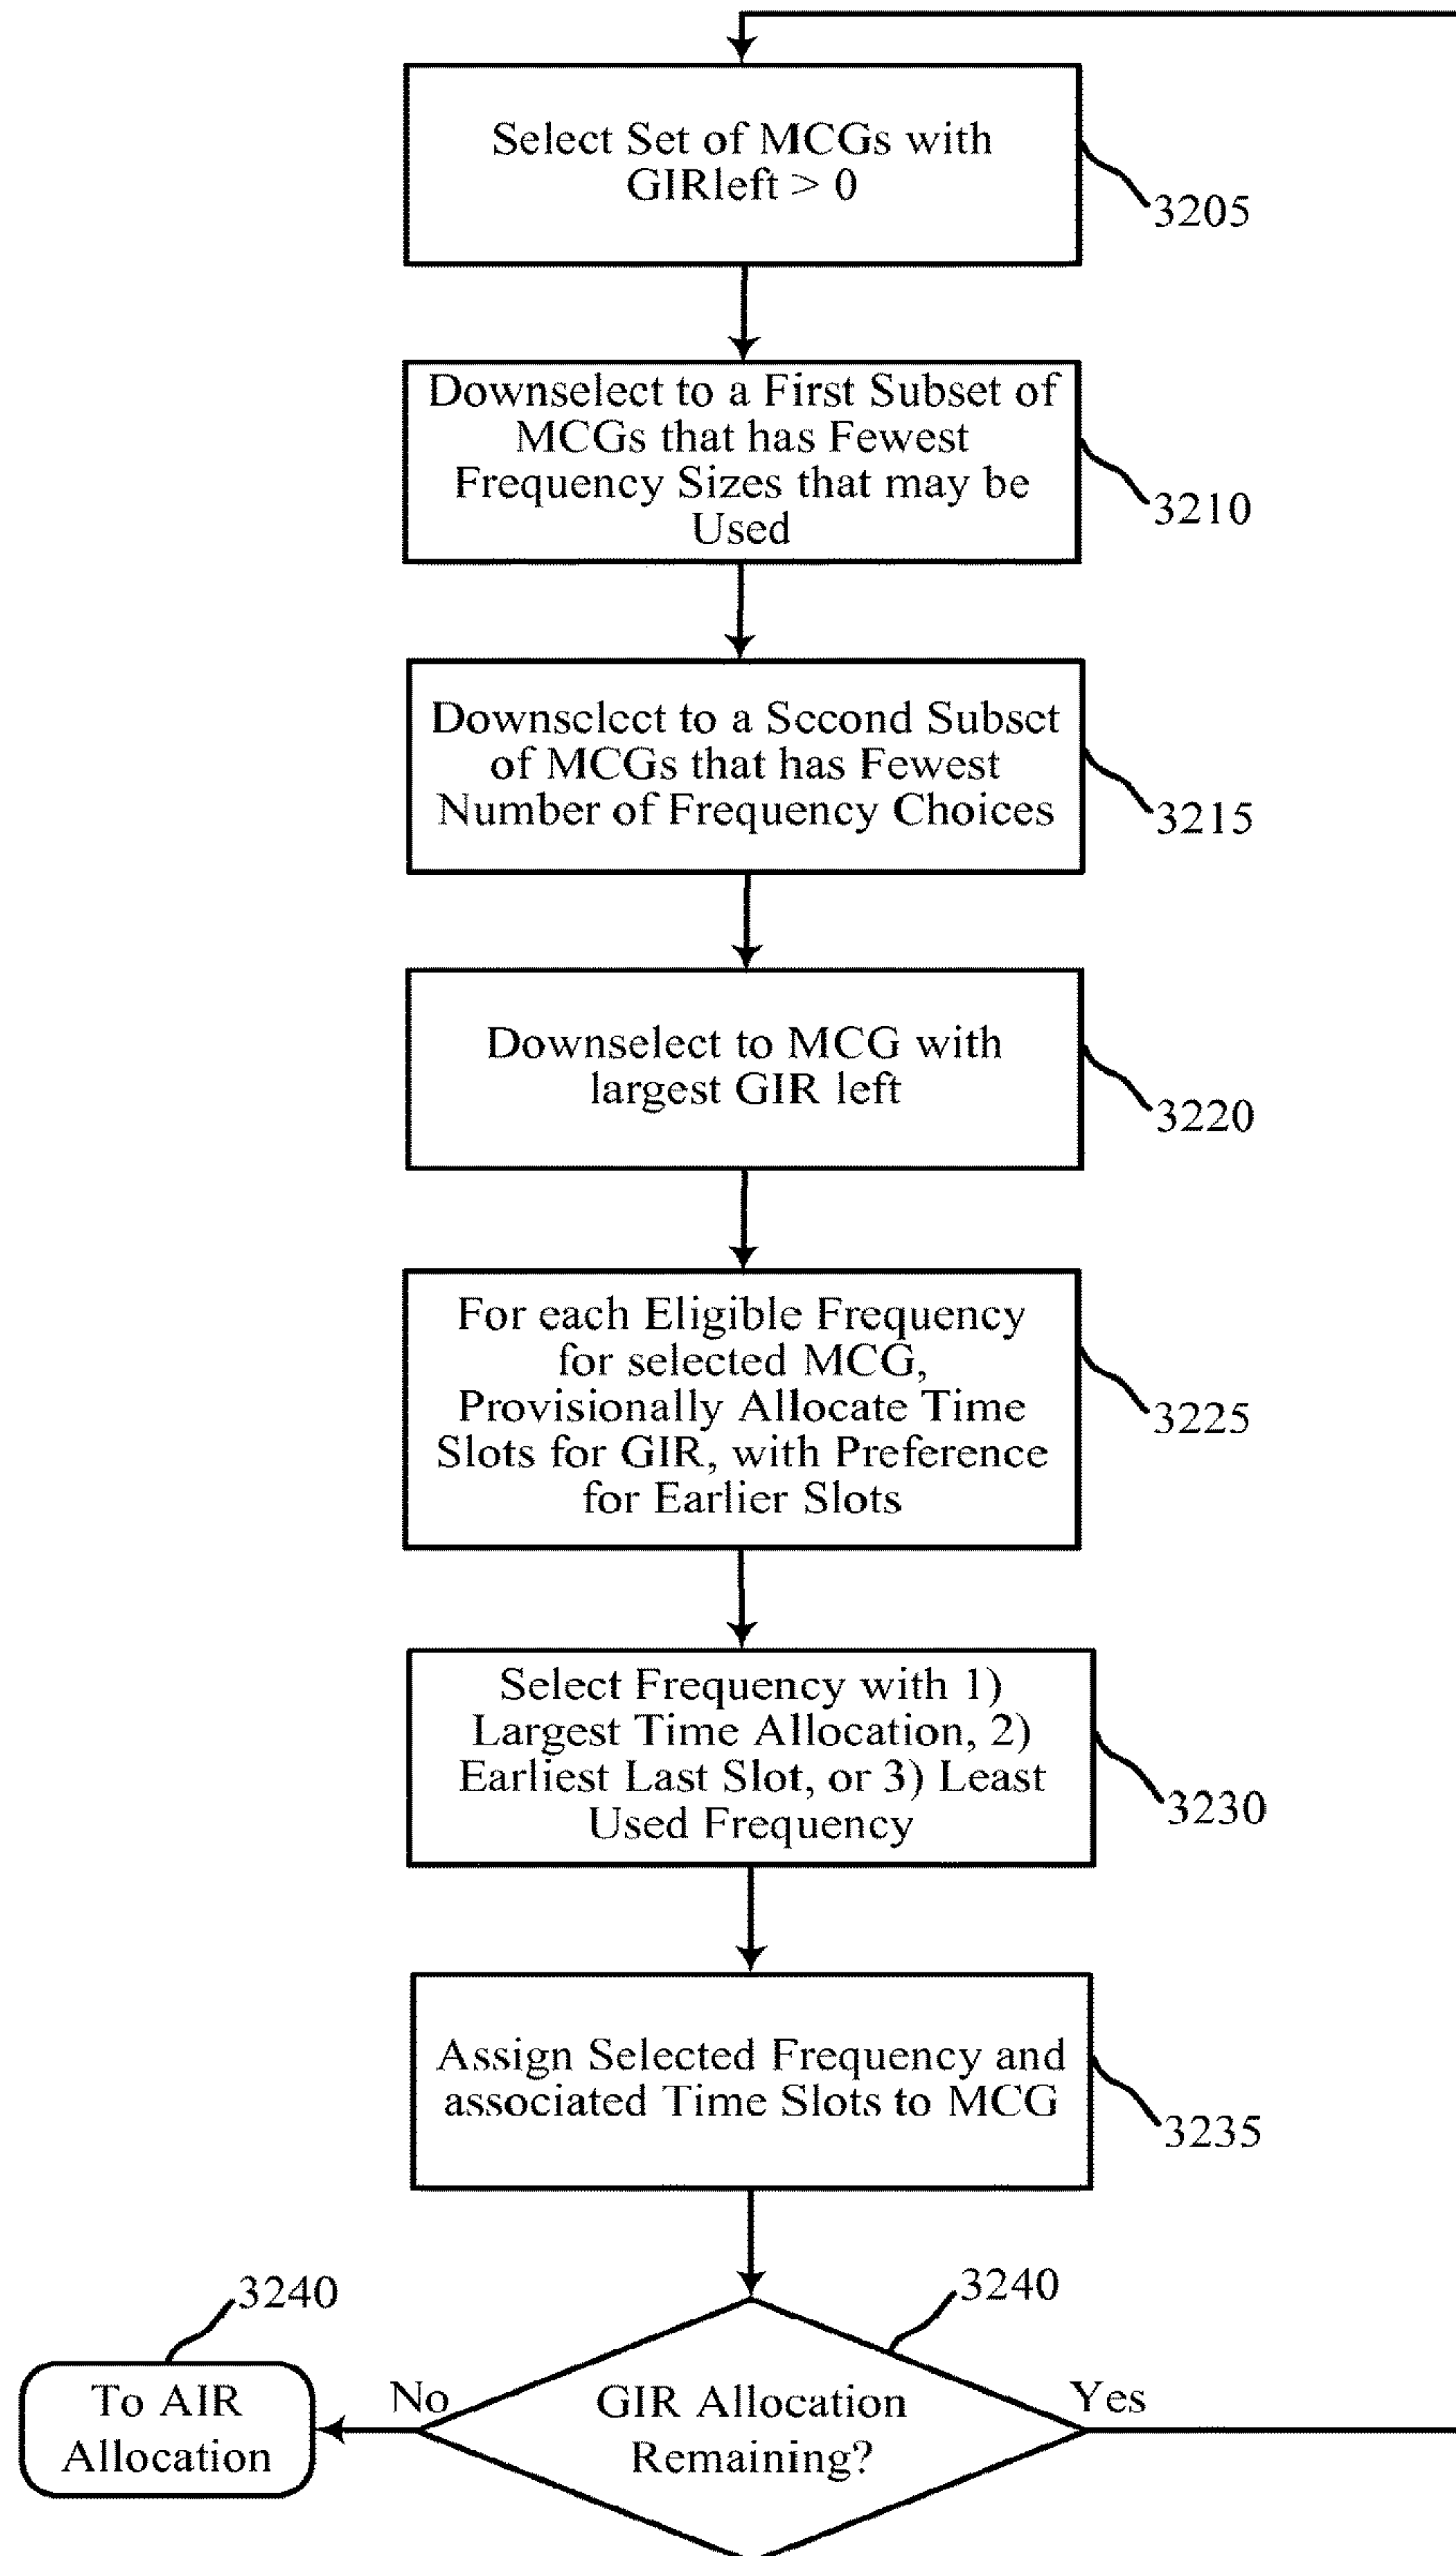 Select Set of MCGs with
GIRleft > 0
3205
Downselect to a First Subset of
MCGs that has Fewest
Frequency Sizes that may be
Used
3210
Downselect to a Second Subset
of MCGs that has Fewest
Number of Frequency Choices
3215
Downselect to MCG with
largest GIR left
3220
For each Eligible Frequency
for selected MCG,
Provisionally Allocate Time
Slots for GIR, with Preference
for Earlier Slots
3225
Select Frequency with 1)
Largest Time Allocation, 2)
Earliest Last Slot, or 3) Least
Used Frequency
3230
Assign Selected Frequency and
associated Time Slots to MCG
3235
3240
3240
To AIR
Allocation
No
GIR Allocation
Remaining?
Yes